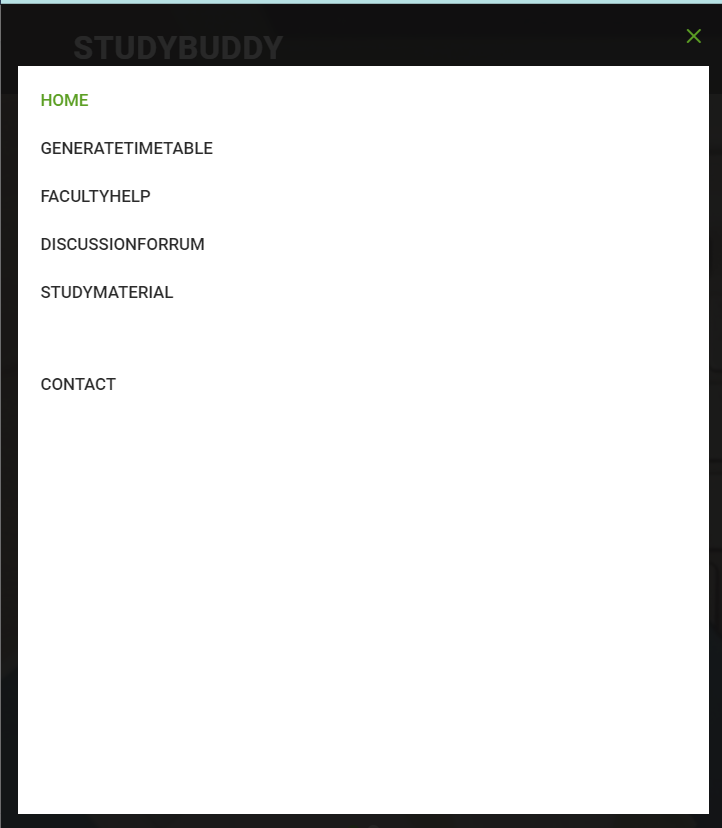 STUDYBUDDY
HOME
GENERATETIMETABLE
FACULTYHELP
DISCUSSIONFORRUM
STUDYMATERIAL
CONTACT